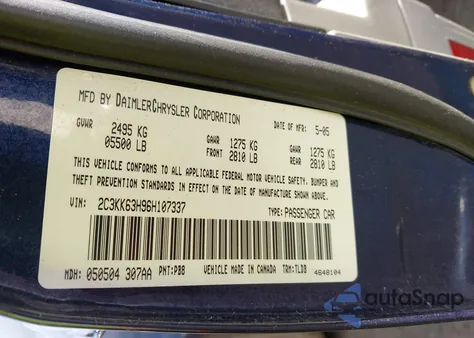 MFD BY DAIMLERCHRYSLER CORPORATION DATE OF MFR: 5-05
GVWR 2495 KG GAWR 1275 KG GAWR 1275 KG
05500 LB FRONT 2810 LB REAR 2810 LB
THIS VEHICLE CONFORMS TO ALL APPLICABLE FEDERAL MOTOR VEHICLE SAFETY, BUMPER AND
THEFT PREVENTION STANDARDS IN EFFECT ON THE DATE OF MANUFACTURE SHOWN ABOVE.
VIN: 2C3KK63H96H107337 TYPE: PASSENGER CAR
MDH: 050504 307AA PNT: PBB VEHICLE MADE IN CANADA TRM: TLDB 4648104
autoSnap